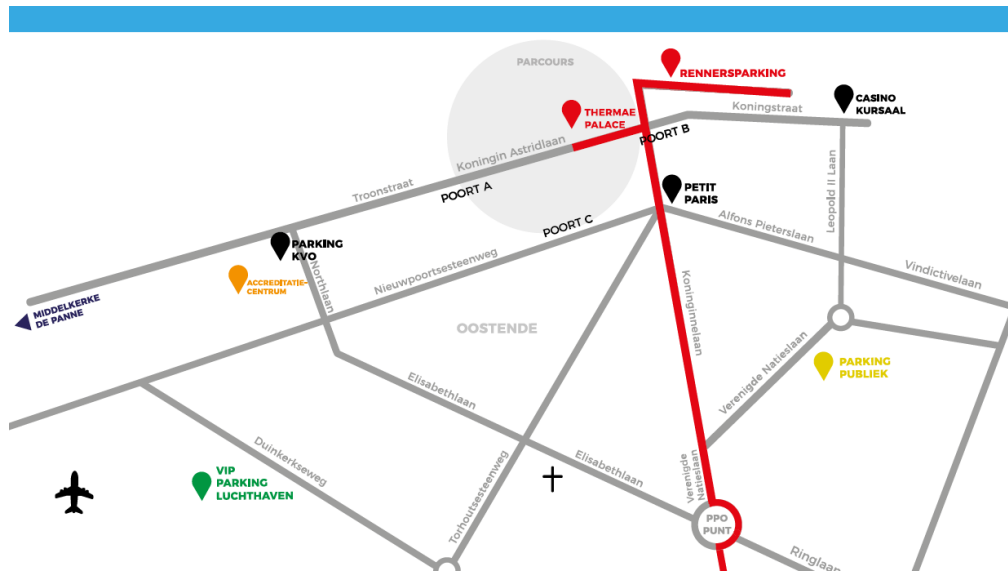 PARCOURS
RENNERSPARKING
CASINO
KURSAAL
Koningstraat
THERMAE
PALACE
POORT B
Koningin Astridlaan
Troonstraat
POORT A
PETIT
PARIS
Leopold II Laan
POORT C
Alfons Pieterslaan
PARKING
KVO
Northlaan
Nieuwpoortsesteenweg
Vindictivelaan
ACCREDITATIE-
CENTRUM
MIDDELKERKE
DE PANNE
OOSTENDE
Koninginnelaan
Verenigde Natieslaan
PARKING
PUBLIEK
Elisabethlaan
Duinkerkseweg
Elisabethlaan
VIP
PARKING
LUCHTHAVEN
Torhoutsesteenweg
Verenigde
Natieslaan
PPO
PUNT
Ringlaan